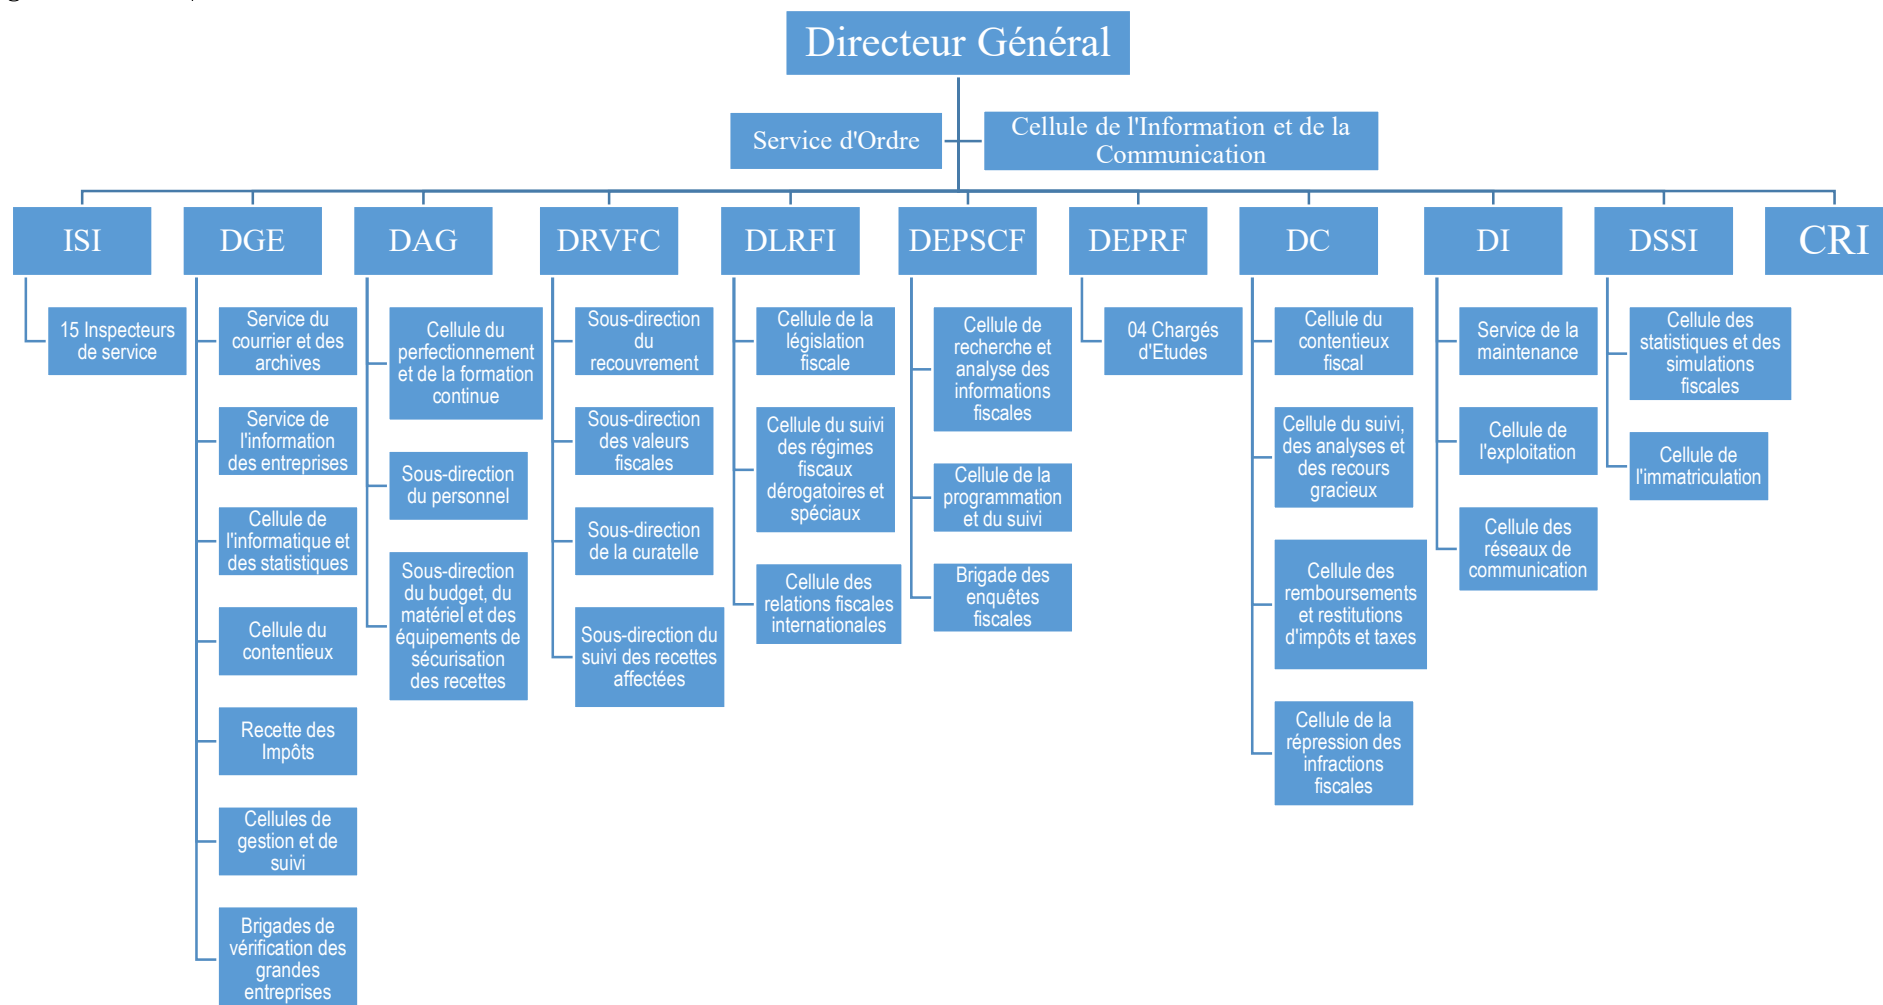 Directeur Général
Service d'Ordre
Cellule de l'Information et de la
Communication
ISI
DGE
DAG
DRVFC
DLRFI
DEPSCF
DEPRF
DC
DI
DSSI
CRI
15 Inspecteurs
de service
Service du
courrier et des
archives
Service de
l'information
des entreprises
Cellule de
l'informatique et
des statistiques
Cellule du
contentieux
Recette des
Impôts
Cellules de
gestion et de
suivi
Brigades de
vérification des
grandes
entreprises
Cellule du
perfectionnement
et de la formation
continue
Sous-direction
du personnel
Sous-direction
du budget, du
matériel et des
équipements de
sécurisation
des recettes
Sous-direction
du
recouvrement
Sous-direction
des valeurs
fiscales
Sous-direction
de la curatelle
Sous-direction du
suivi des recettes
affectées
Cellule de la
législation
fiscale
Cellule du suivi
des régimes
fiscaux
dérogatoires et
spéciaux
Cellule des
relations fiscales
internationales
Cellule de
recherche et
analyse des
informations
fiscales
Cellule de la
programmation
et du suivi
Brigade des
enquêtes
fiscales
04 Chargés
d'Etudes
Cellule du
contentieux
fiscal
Cellule du suivi,
des analyses et
des recours
gracieux
Cellule des
remboursements
et restitutions
d'impôts et taxes
Cellule de la
répression des
infractions
fiscales
Service de la
maintenance
Cellule de
l'exploitation
Cellule des
réseaux de
communication
Cellule des
statistiques et des
simulations
fiscales
Cellule de
l'immatriculation